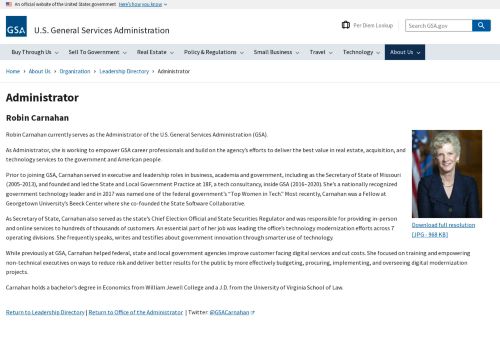 An official website of the United States government Here's how you know
GSA U.S. General Services Administration
Per Diem Lookup
Search GSA.gov
Buy Through Us Sell To Government Real Estate Policy & Regulations Small Business Travel Technology About Us
Home › About Us › Organization › Leadership Directory › Administrator
Administrator
Robin Carnahan
Robin Carnahan currently serves as the Administrator of the U.S. General Services Administration (GSA).
As Administrator, she is working to empower GSA career professionals and build on the agency's efforts to deliver the best value in real estate, acquisition, and
technology services to the government and American people.
Prior to joining GSA, Carnahan served in executive and leadership roles in business, academia and government, including as the Secretary of State of Missouri
(2005–2013), and founded and led the State and Local Government Practice at 18F, a tech consultancy, inside GSA (2016–2020). She's a nationally recognized
government technology leader and in 2017 was named one of the federal government's "Top Women in Tech." Most recently, Carnahan was a Fellow at
Georgetown University's Beeck Center where she co-founded the State Software Collaborative.
As Secretary of State, Carnahan also served as the state's Chief Election Official and State Securities Regulator and was responsible for providing in-person
and online services to hundreds of thousands of customers. An essential part of her job was leading the office's technology modernization efforts across 7
operating divisions. She frequently speaks, writes and testifies about government innovation through smarter use of technology.
While previously at GSA, Carnahan helped federal, state and local government agencies improve customer facing digital services and cut costs. She focused on training and empowering
non-technical executives on ways to reduce risk and deliver better results for the public by more effectively budgeting, procuring, implementing, and overseeing digital modernization
projects.
Carnahan holds a bachelor's degree in Economics from William Jewell College and a J.D. from the University of Virginia School of Law.
Download full resolution
[JPG - 968 KB]
Return to Leadership Directory | Return to Office of the Administrator | Twitter: @GSACarnahan